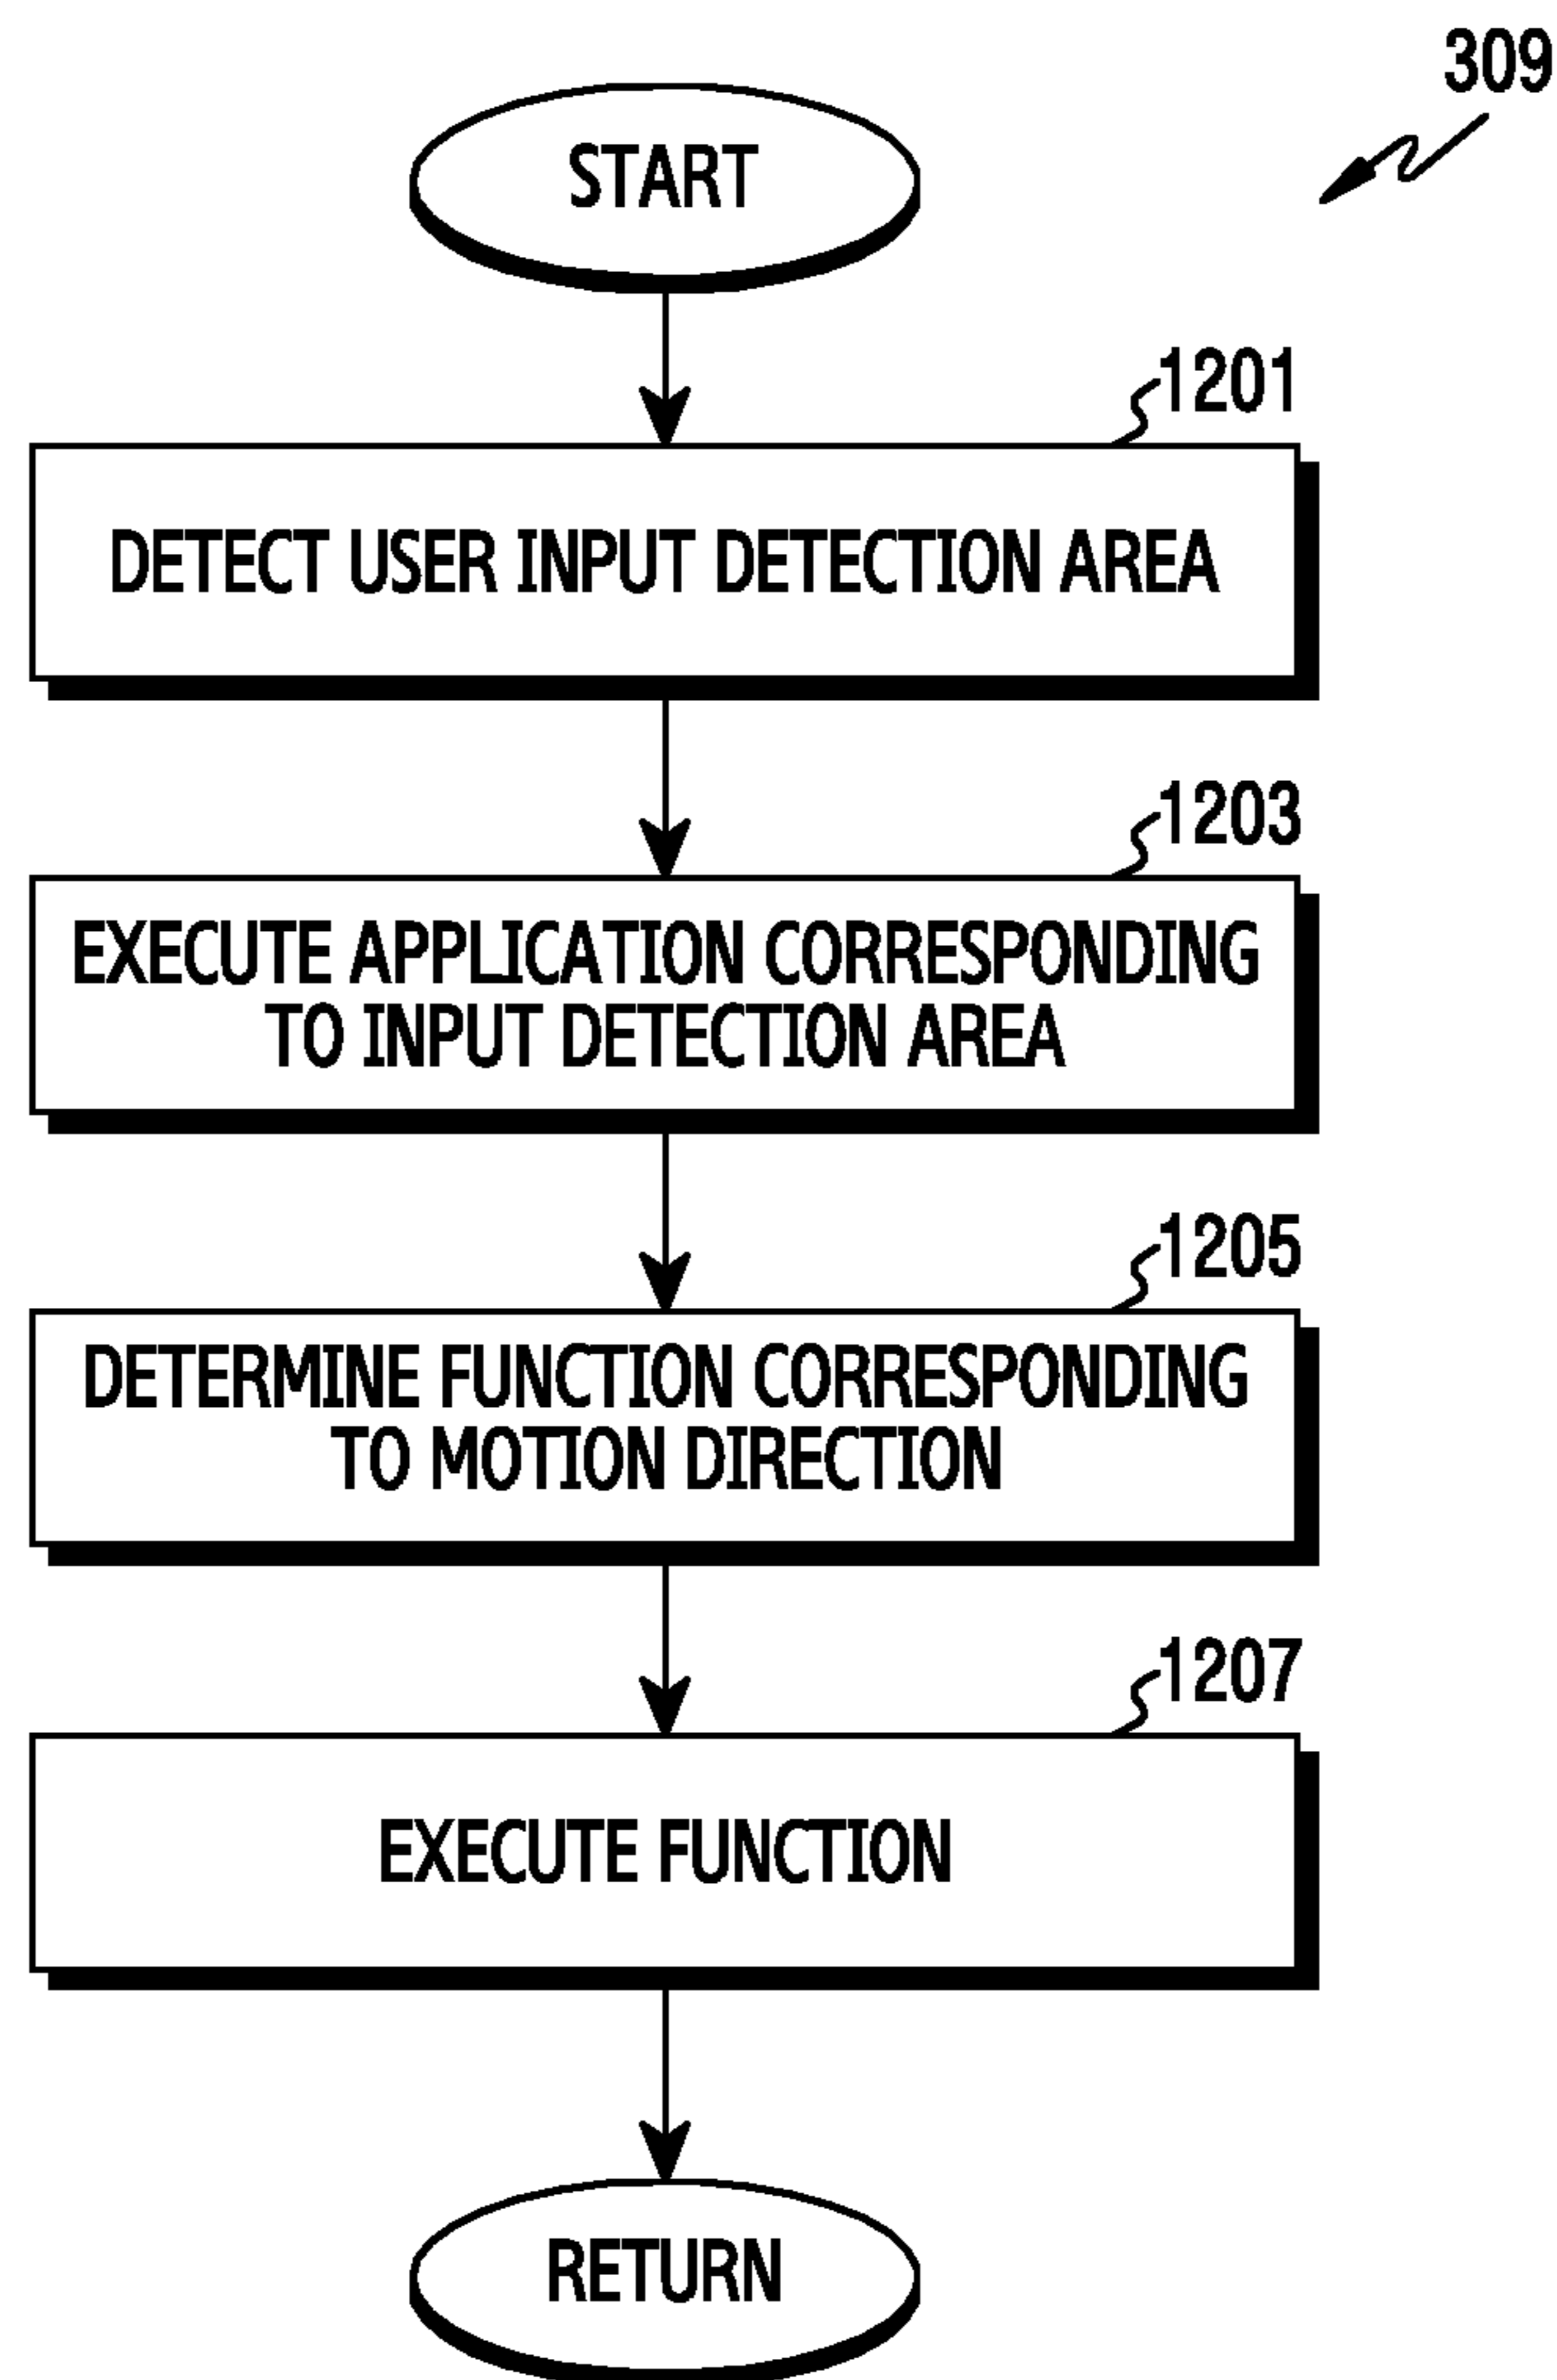 309
START
1201
DETECT USER INPUT DETECTION AREA
1203
EXECUTE APPLICATION CORRESPONDING
TO INPUT DETECTION AREA
1205
DETERMINE FUNCTION CORRESPONDING
TO MOTION DIRECTION
1207
EXECUTE FUNCTION
RETURN